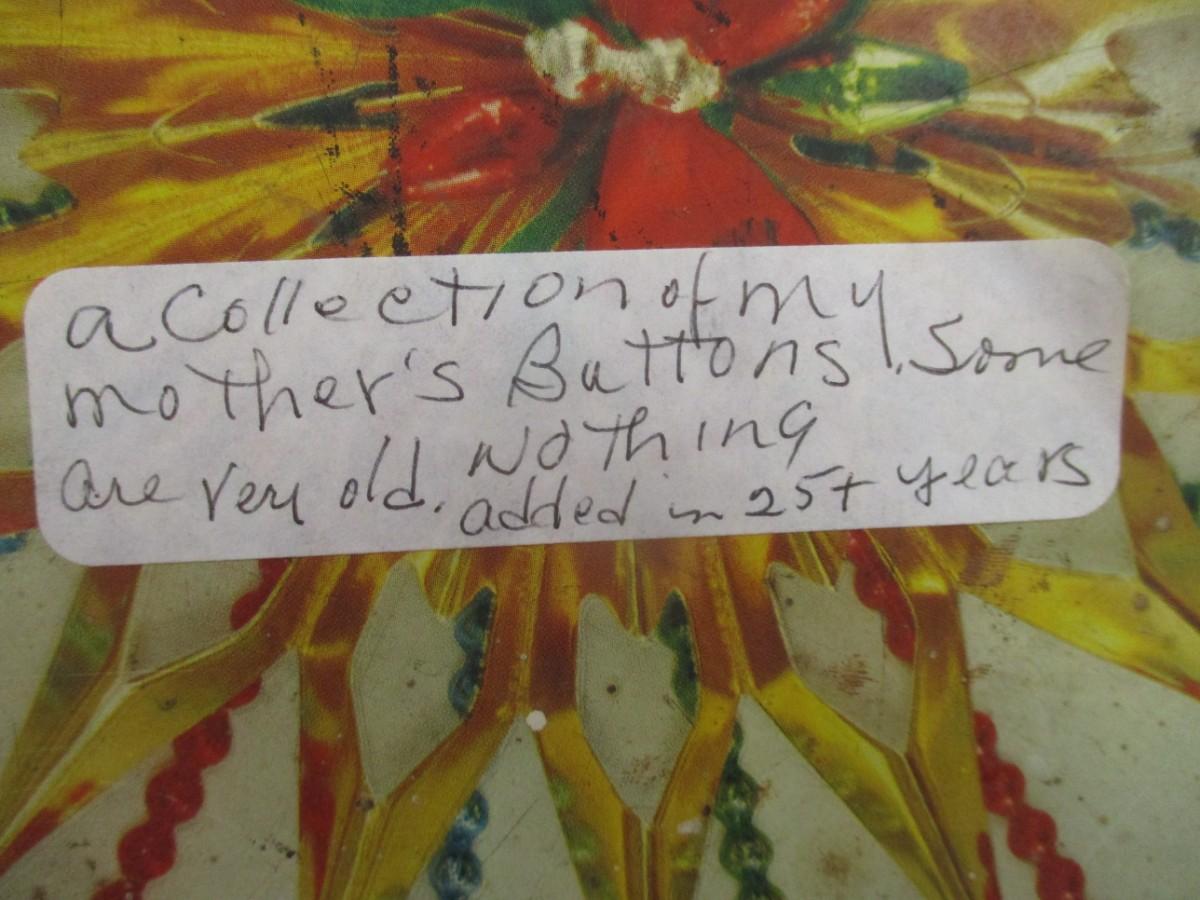 a Collection of my
mother's Buttons!. Some
are very old. Nothing
added in 25+ years